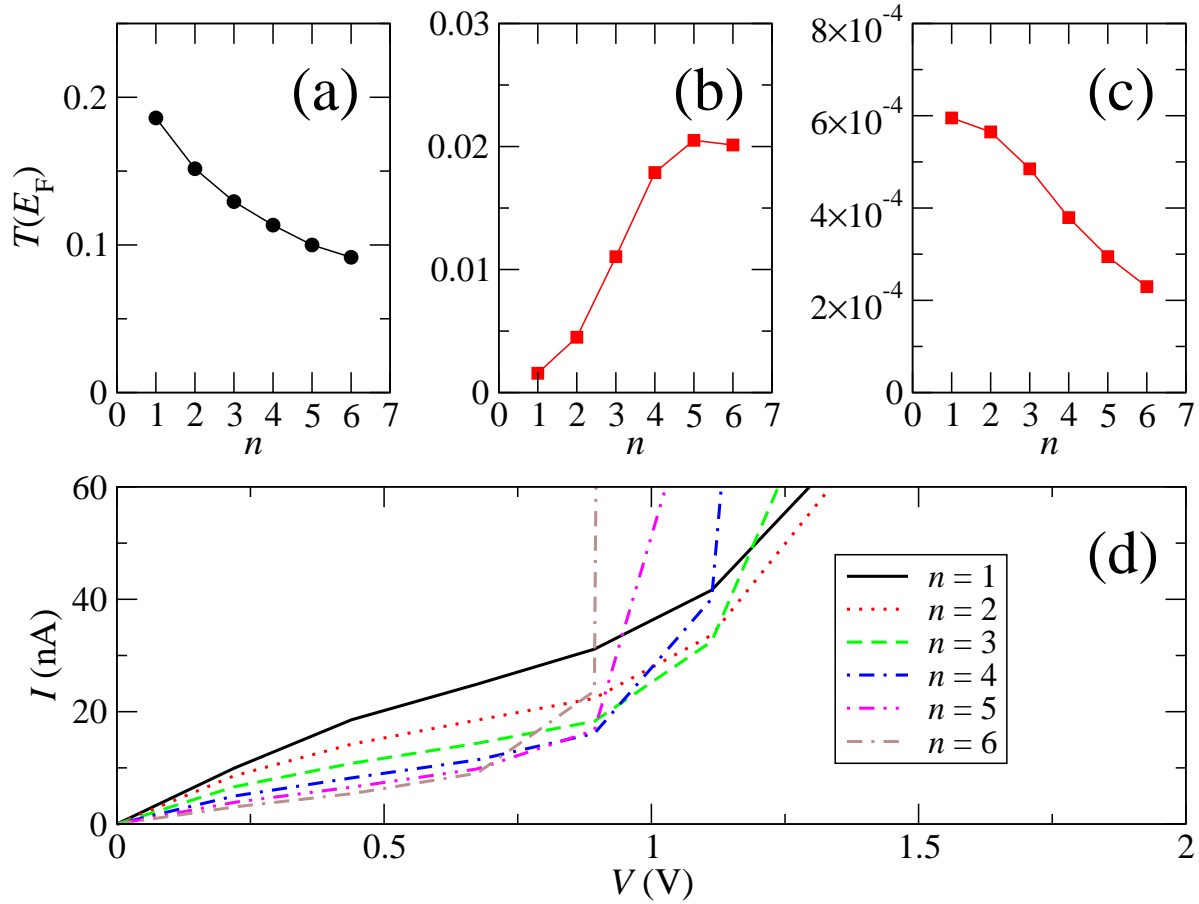 (a)
0.2
0.1
0
T(E_F)
0 1 2 3 4 5 6 7
n
(b)
0.03
0.02
0.01
0
0 1 2 3 4 5 6 7
n
(c)
8×10^-4
6×10^-4
4×10^-4
2×10^-4
0
0 1 2 3 4 5 6 7
n
(d)
60
40
20
0
I (nA)
n = 1
n = 2
n = 3
n = 4
n = 5
n = 6
0 0.5 1 1.5 2
V (V)